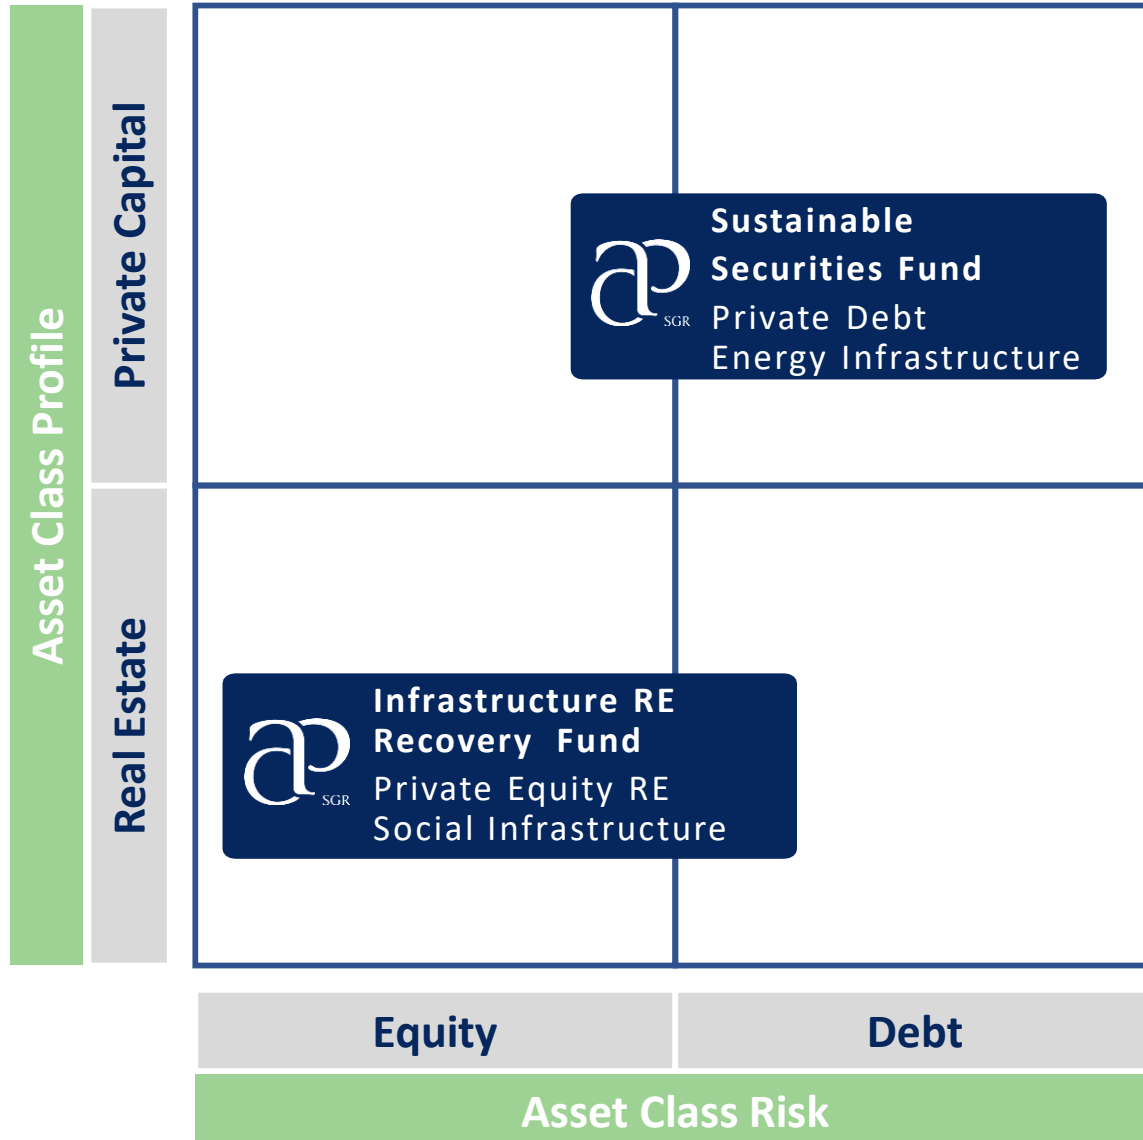 Asset Class Profile
Private Capital
Real Estate
AP
SGR
Sustainable
Securities Fund
Private Debt
Energy Infrastructure
AP
SGR
Infrastructure RE
Recovery Fund
Private Equity RE
Social Infrastructure
Equity
Debt
Asset Class Risk